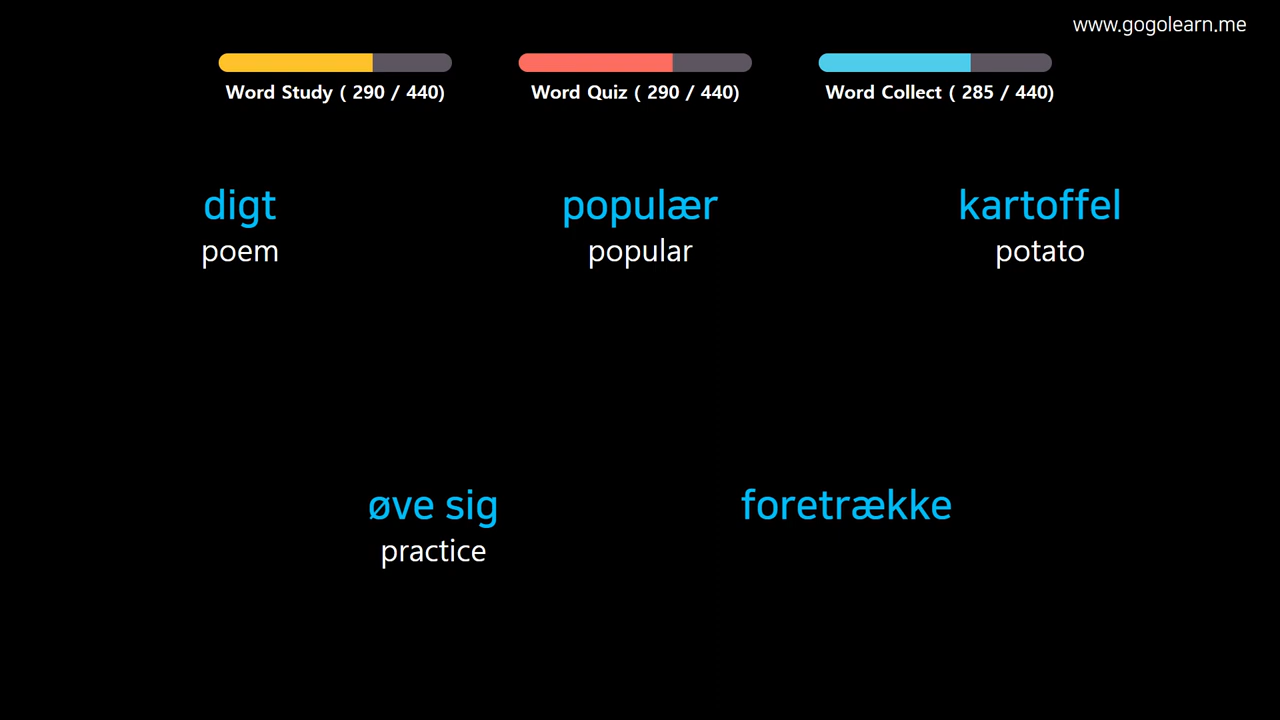 www.gogolearn.me
Word Study ( 290 / 440)
Word Quiz ( 290 / 440)
Word Collect ( 285 / 440)
digt
poem
populær
popular
kartoffel
potato
øve sig
practice
foretrække